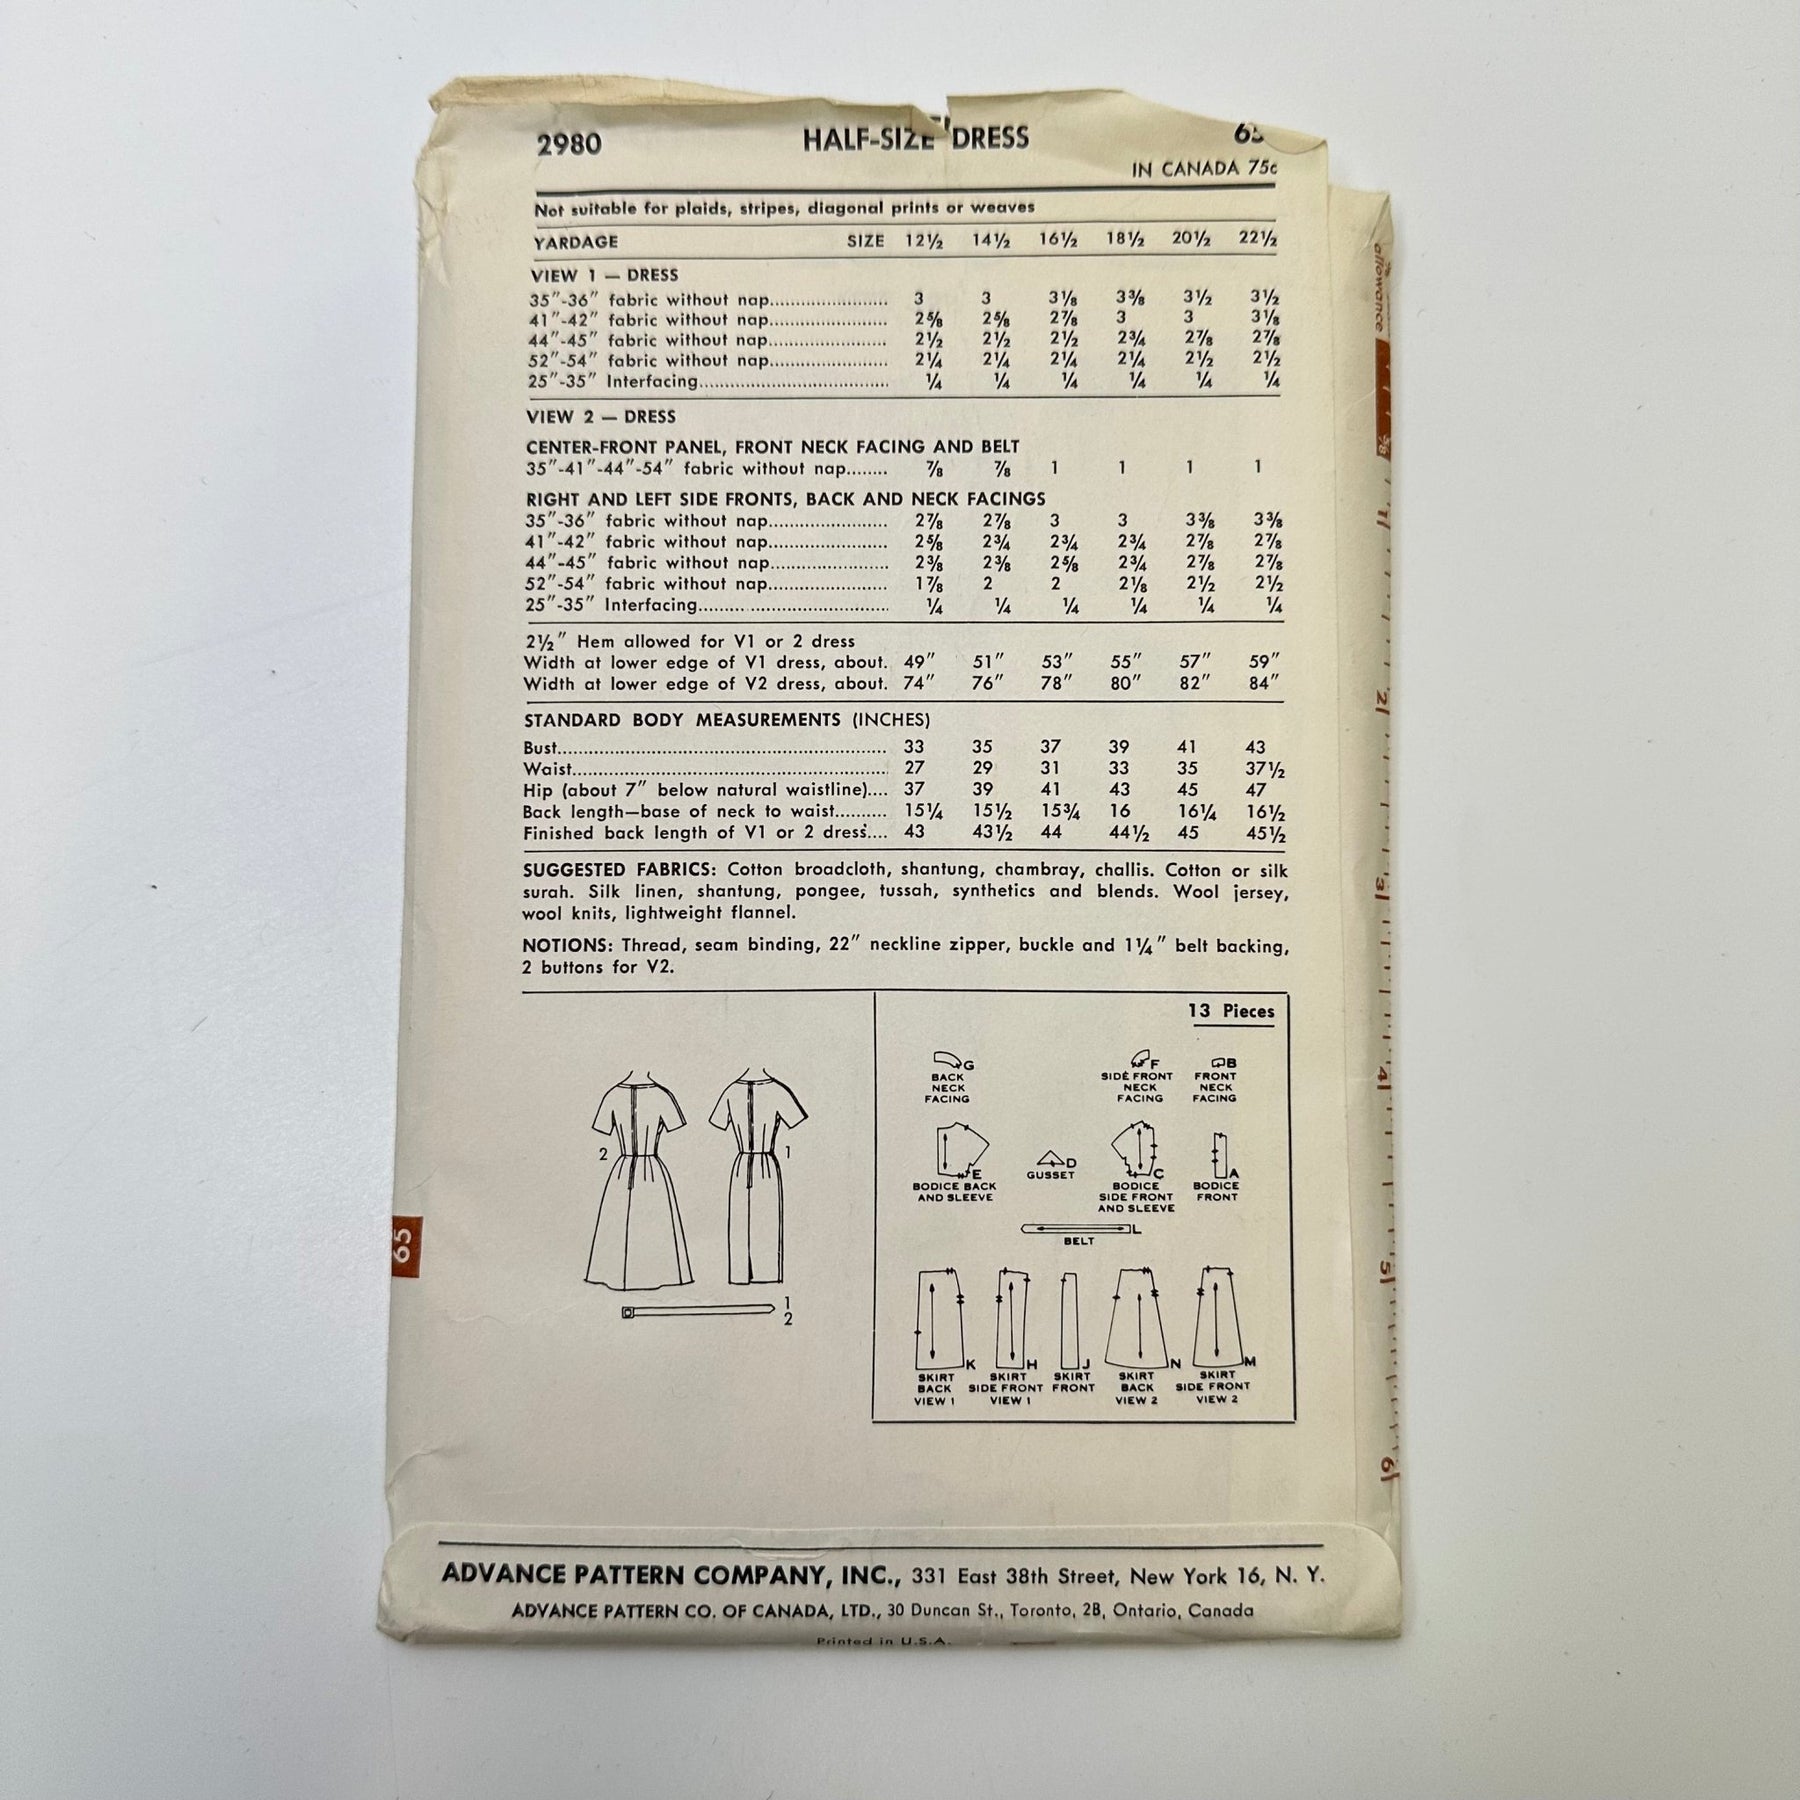 2980 HALF-SIZE DRESS 65
IN CANADA 75c
Not suitable for plaids, stripes, diagonal prints or weaves
YARDAGE SIZE 12½ 14½ 16½ 18½ 20½ 22½
VIEW 1 — DRESS
35"-36" fabric without nap........................ 3 3 3⅛ 3⅜ 3½ 3½
41"-42" fabric without nap........................ 2⅝ 2⅝ 2⅞ 3 3 3⅛
44"-45" fabric without nap........................ 2½ 2½ 2½ 2¾ 2⅞ 2⅞
52"-54" fabric without nap........................ 2¼ 2¼ 2¼ 2¼ 2½ 2½
25"-35" Interfacing...................................... ¼ ¼ ¼ ¼ ¼ ¼
VIEW 2 — DRESS
CENTER-FRONT PANEL, FRONT NECK FACING AND BELT
35"-41"-44"-54" fabric without nap........ ⅞ ⅞ 1 1 1 1
RIGHT AND LEFT SIDE FRONTS, BACK AND NECK FACINGS
35"-36" fabric without nap........................ 2⅞ 2⅞ 3 3 3⅜ 3⅜
41"-42" fabric without nap........................ 2⅝ 2¾ 2¾ 2¾ 2⅞ 2⅞
44"-45" fabric without nap........................ 2⅜ 2⅜ 2⅝ 2¾ 2⅞ 2⅞
52"-54" fabric without nap........................ 1⅞ 2 2 2⅛ 2½ 2½
25"-35" Interfacing...................................... ¼ ¼ ¼ ¼ ¼ ¼
2½" Hem allowed for V1 or 2 dress
Width at lower edge of V1 dress, about. 49" 51" 53" 55" 57" 59"
Width at lower edge of V2 dress, about. 74" 76" 78" 80" 82" 84"
STANDARD BODY MEASUREMENTS (INCHES)
Bust................................................................ 33 35 37 39 41 43
Waist.............................................................. 27 29 31 33 35 37½
Hip (about 7" below natural waistline).... 37 39 41 43 45 47
Back length—base of neck to waist.......... 15¼ 15½ 15¾ 16 16¼ 16½
Finished back length of V1 or 2 dress.... 43 43½ 44 44½ 45 45½
SUGGESTED FABRICS: Cotton broadcloth, shantung, chambray, challis. Cotton or silk
surah. Silk linen, shantung, pongee, tussah, synthetics and blends. Wool jersey,
wool knits, lightweight flannel.
NOTIONS: Thread, seam binding, 22" neckline zipper, buckle and 1¼" belt backing,
2 buttons for V2.
2
1
1
2
13 Pieces
G
BACK
NECK
FACING
F
SIDE FRONT
NECK
FACING
B
FRONT
NECK
FACING
E
BODICE BACK
AND SLEEVE
D
GUSSET
C
BODICE
SIDE FRONT
AND SLEEVE
A
BODICE
FRONT
L
BELT
K
SKIRT
BACK
VIEW 1
H
SKIRT
SIDE FRONT
VIEW 1
J
SKIRT
FRONT
N
SKIRT
BACK
VIEW 2
M
SKIRT
SIDE FRONT
VIEW 2
65
allowance
⅝
1
2
3
4
5
6
ADVANCE PATTERN COMPANY, INC., 331 East 38th Street, New York 16, N. Y.
ADVANCE PATTERN CO. OF CANADA, LTD., 30 Duncan St., Toronto, 2B, Ontario, Canada
Printed in U.S.A.